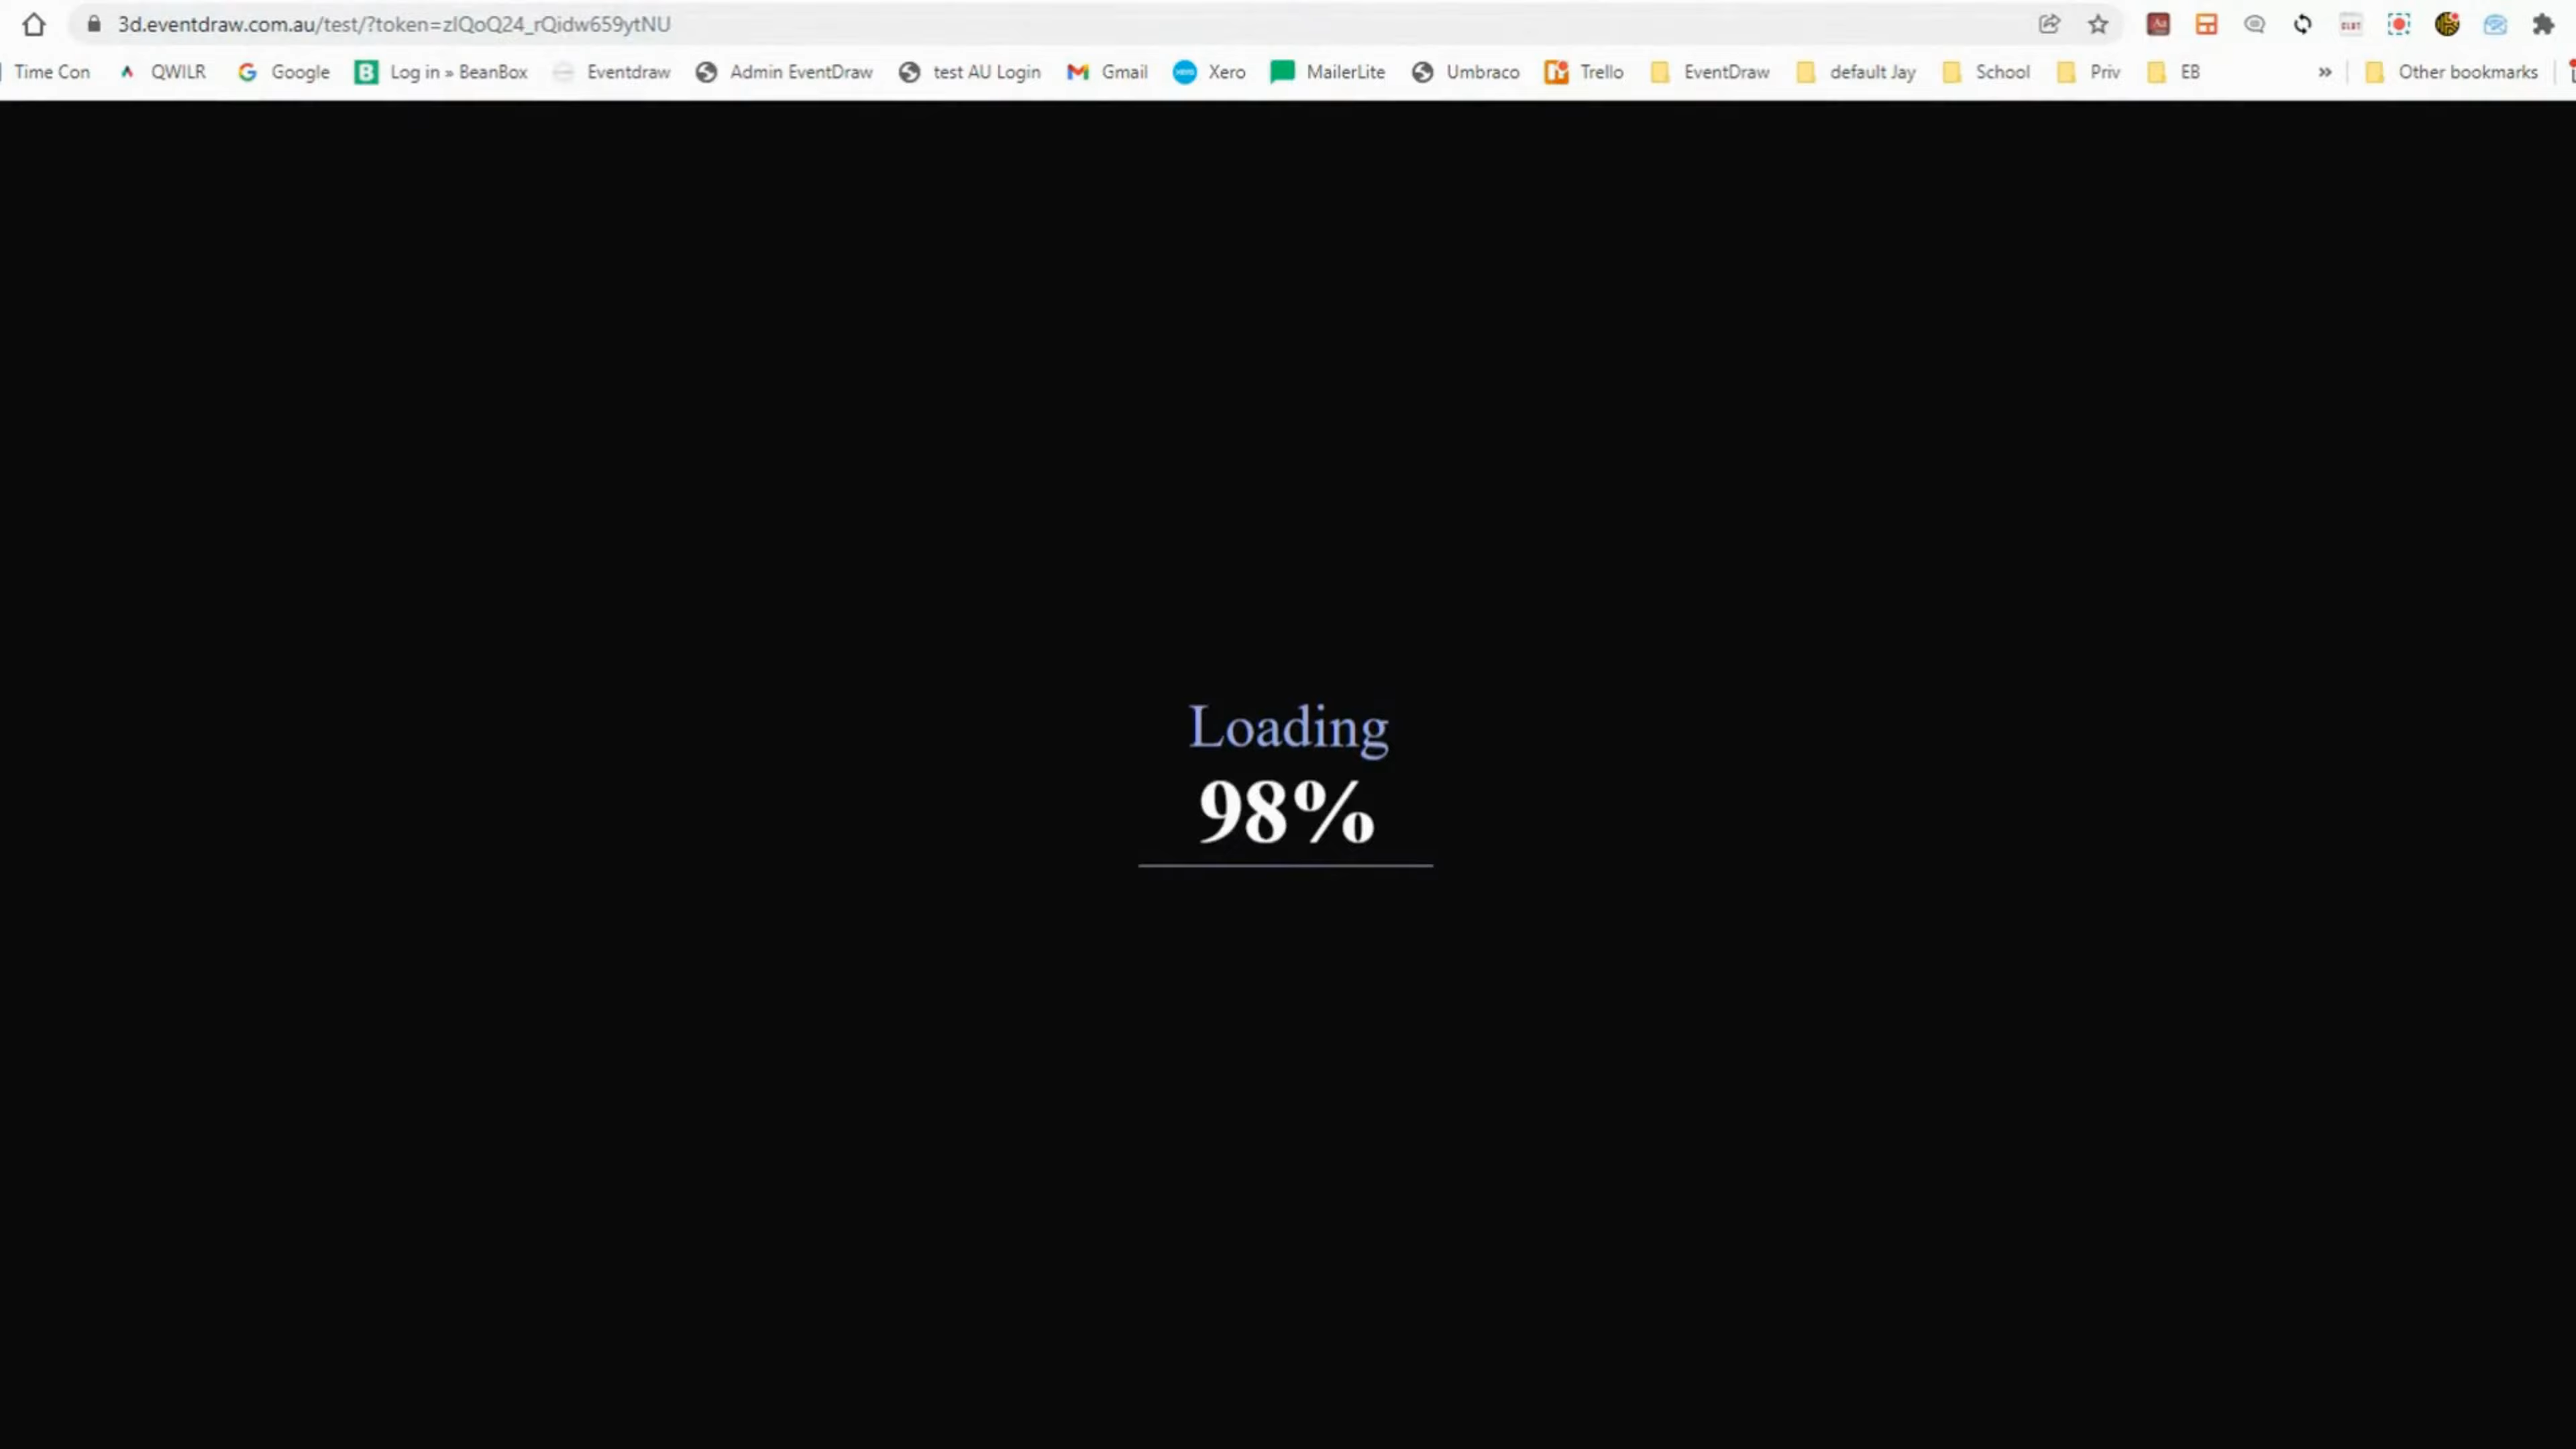 3d.eventdraw.com.au/test/?token=zIQoQ24_rQidw659ytNU
Time Con QWILR Google Log in » BeanBox Eventdraw Admin EventDraw test AU Login Gmail Xero MailerLite Umbraco Trello EventDraw default Jay School Priv EB » Other bookmarks
Loading
98%